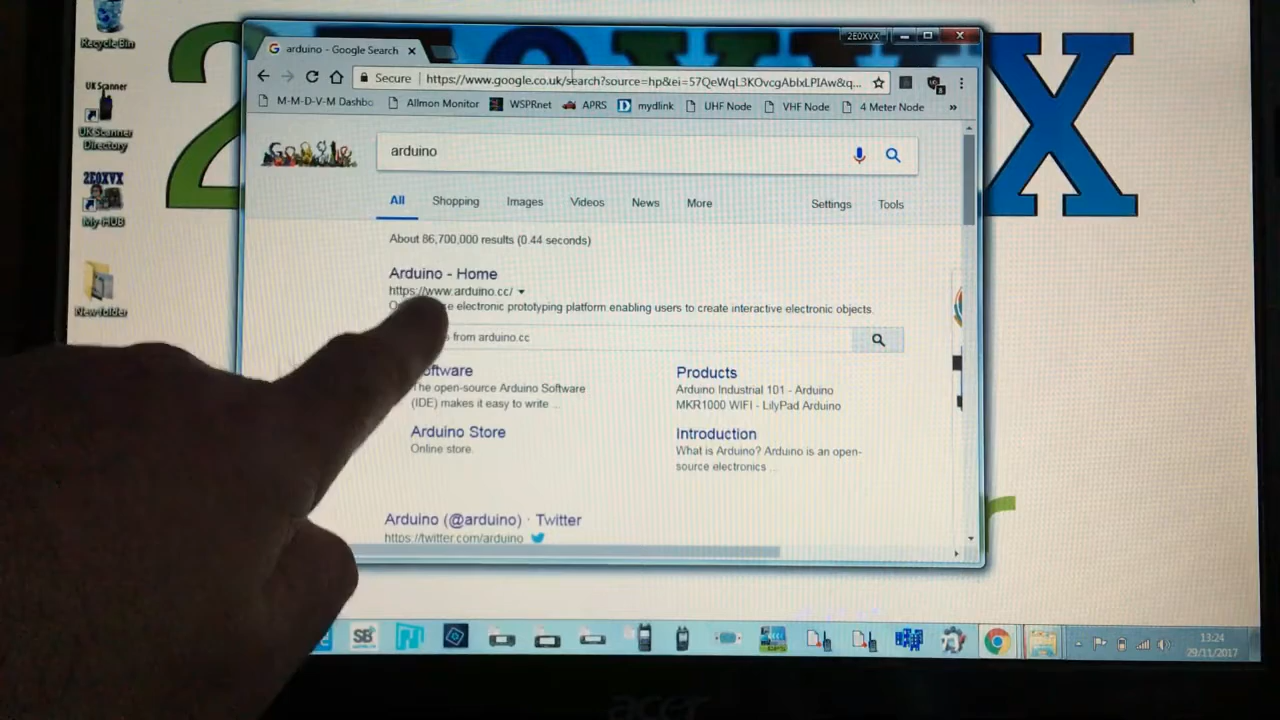 Recycle Bin
UK Scanner
UK Scanner
Directory
2E0XVX
My HUB
New folder
2E0XVX
arduino - Google Search
2E0XVX
Secure
https://www.google.co.uk/search?source=hp&ei=57QeWqL3KOvcgAbIxLPIAw&q...
M-M-D-V-M Dashbo
Allmon Monitor
WSPRnet
APRS
mydlink
UHF Node
VHF Node
4 Meter Node
»
Google
arduino
All
Shopping
Images
Videos
News
More
Settings
Tools
About 86,700,000 results (0.44 seconds)
Arduino - Home
https://www.arduino.cc/
electronic prototyping platform enabling users to create interactive electronic objects.
from arduino.cc
oftware
The open-source Arduino Software
(IDE) makes it easy to write ...
Products
Arduino Industrial 101 - Arduino
MKR1000 WIFI - LilyPad Arduino
Arduino Store
Online store.
Introduction
What is Arduino? Arduino is an open-
source electronics ...
Arduino (@arduino) · Twitter
https://twitter.com/arduino
SB
13:24
29/11/2017
acer